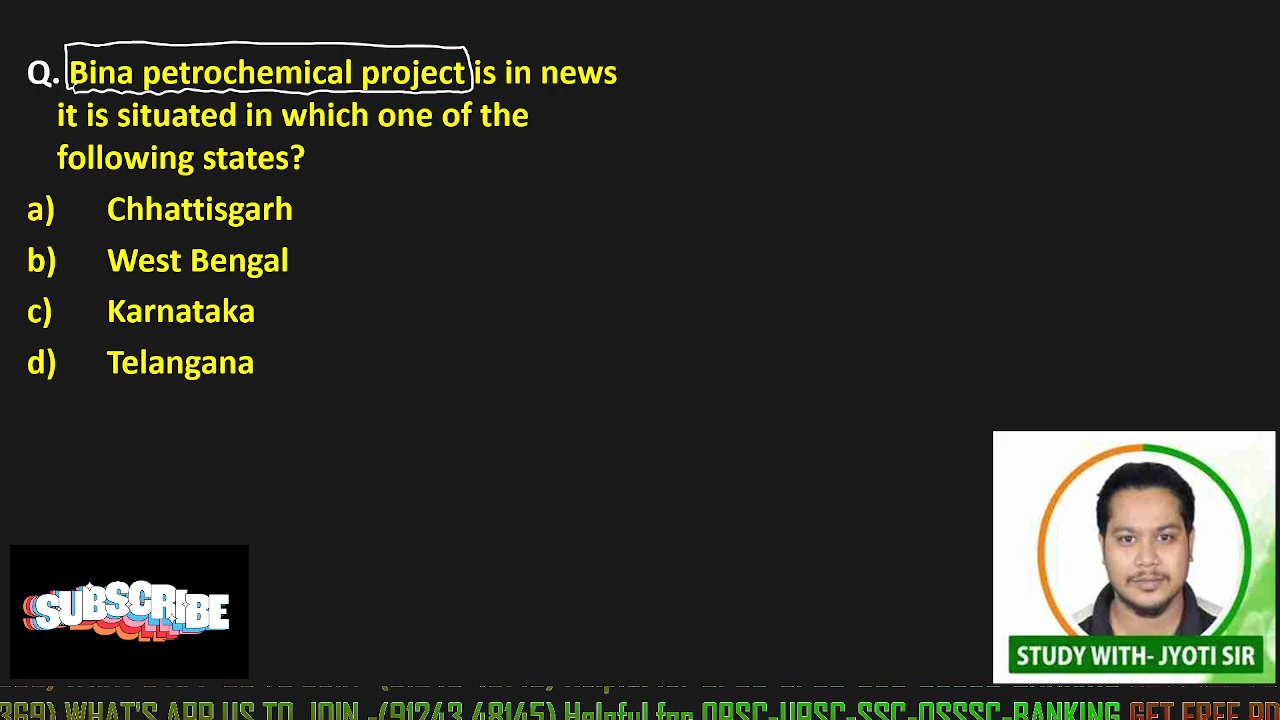 Q. Bina petrochemical project is in news
it is situated in which one of the
following states?
a) Chhattisgarh
b) West Bengal
c) Karnataka
d) Telangana
SUBSCRIBE
STUDY WITH- JYOTI SIR
369) WHAT'S APP US TO JOIN -(91243 48145) Helpful for OPSC-UPSC-SSC-OSSSC-BANKING GET FREE